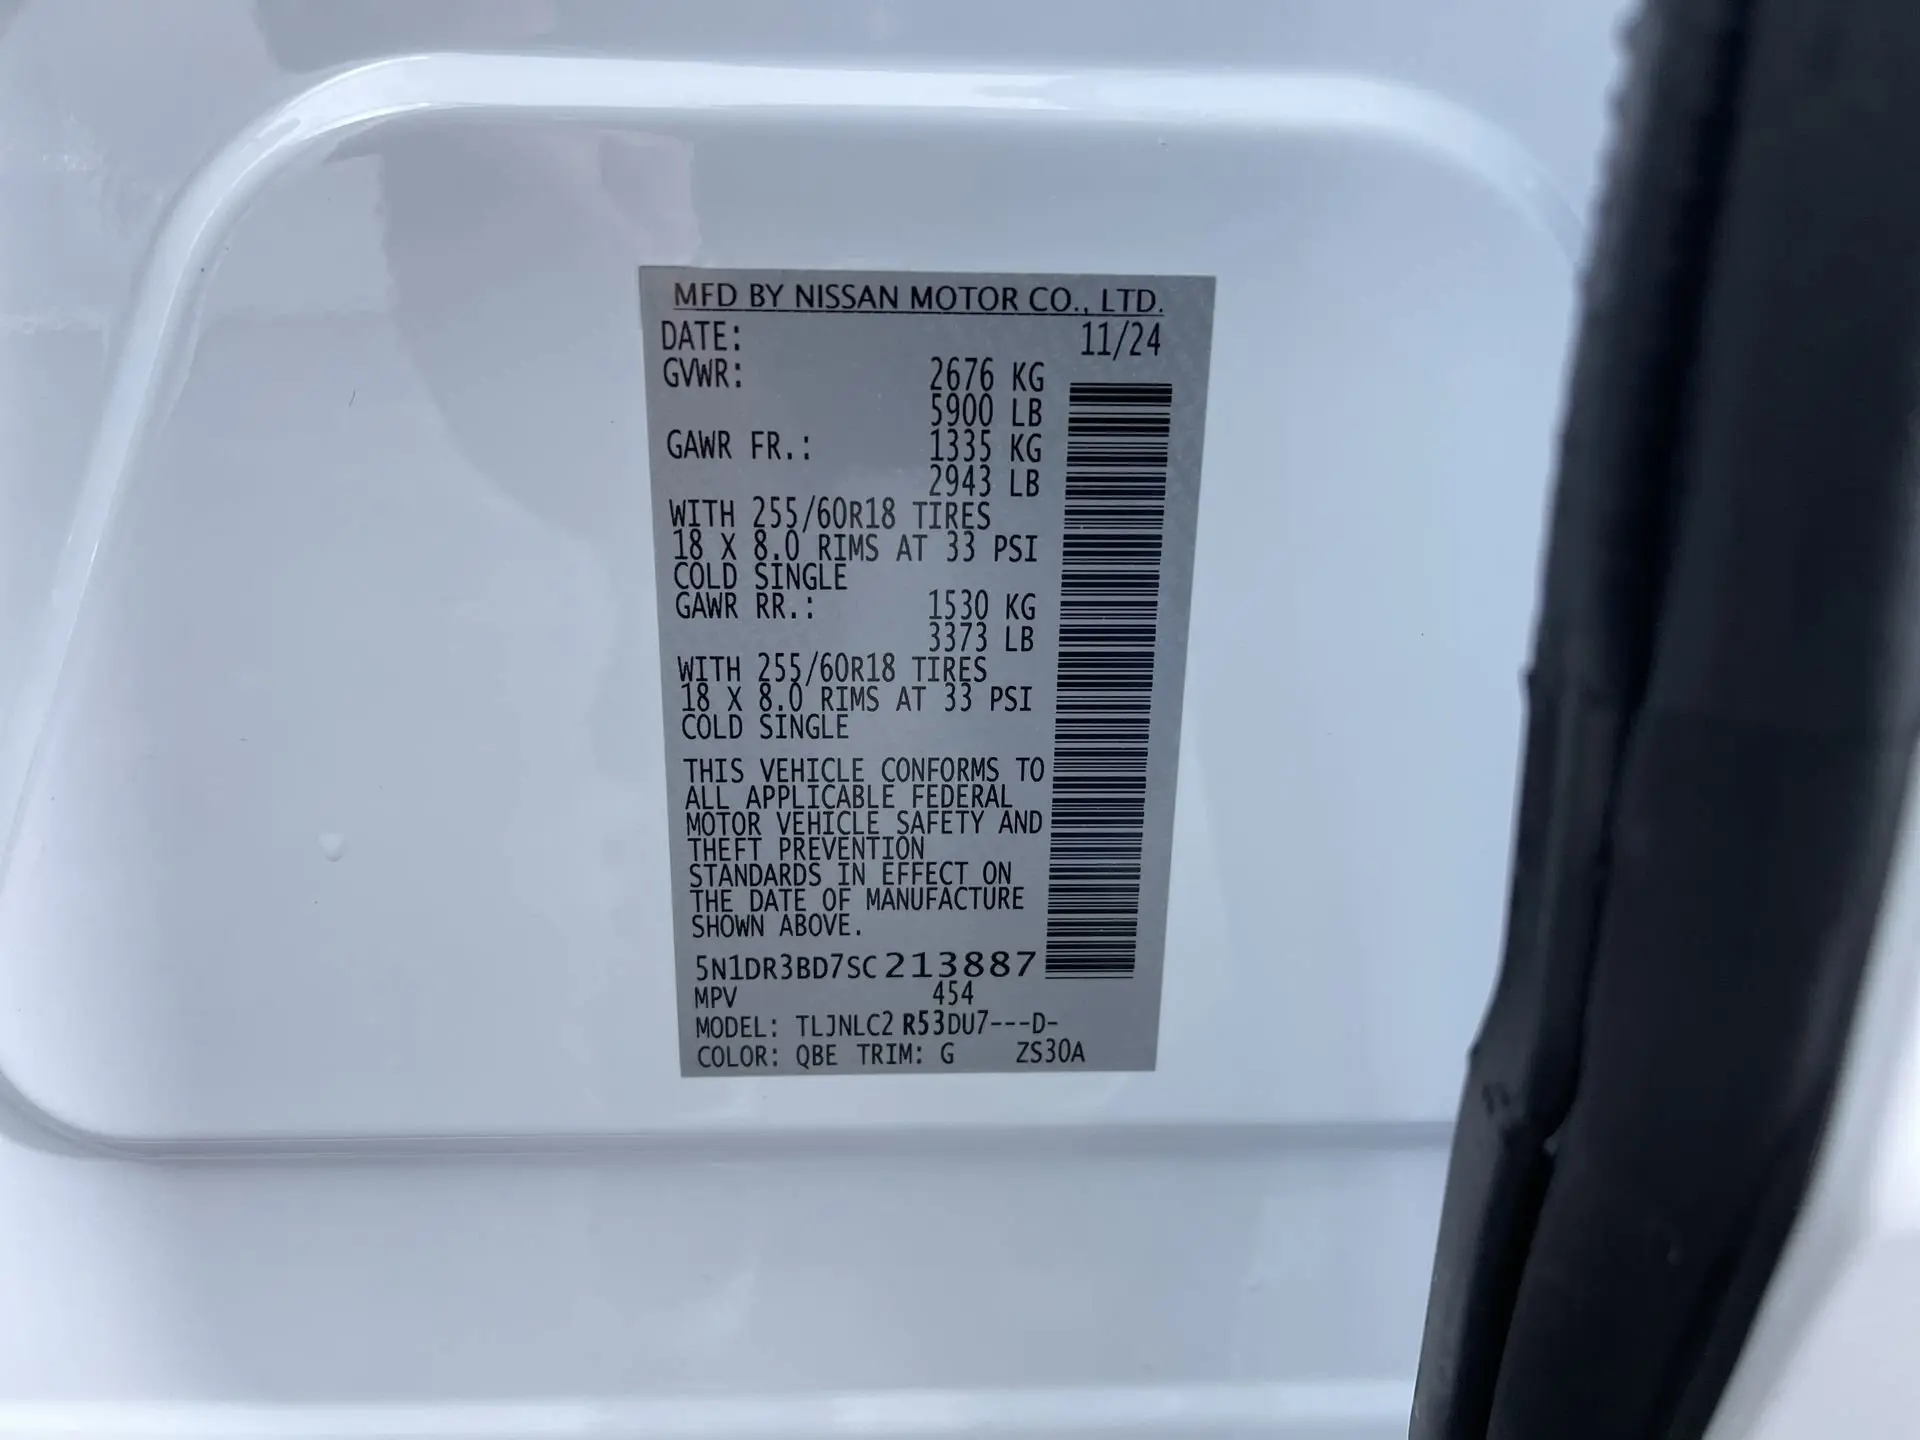 MFD BY NISSAN MOTOR CO., LTD.
DATE: 11/24
GVWR: 2676 KG
5900 LB
GAWR FR.: 1335 KG
2943 LB
WITH 255/60R18 TIRES
18 X 8.0 RIMS AT 33 PSI
COLD SINGLE
GAWR RR.: 1530 KG
3373 LB
WITH 255/60R18 TIRES
18 X 8.0 RIMS AT 33 PSI
COLD SINGLE
THIS VEHICLE CONFORMS TO
ALL APPLICABLE FEDERAL
MOTOR VEHICLE SAFETY AND
THEFT PREVENTION
STANDARDS IN EFFECT ON
THE DATE OF MANUFACTURE
SHOWN ABOVE.
5N1DR3BD7SC213887
MPV 454
MODEL: TLJNLC2 R53DU7---D-
COLOR: QBE TRIM: G ZS30A